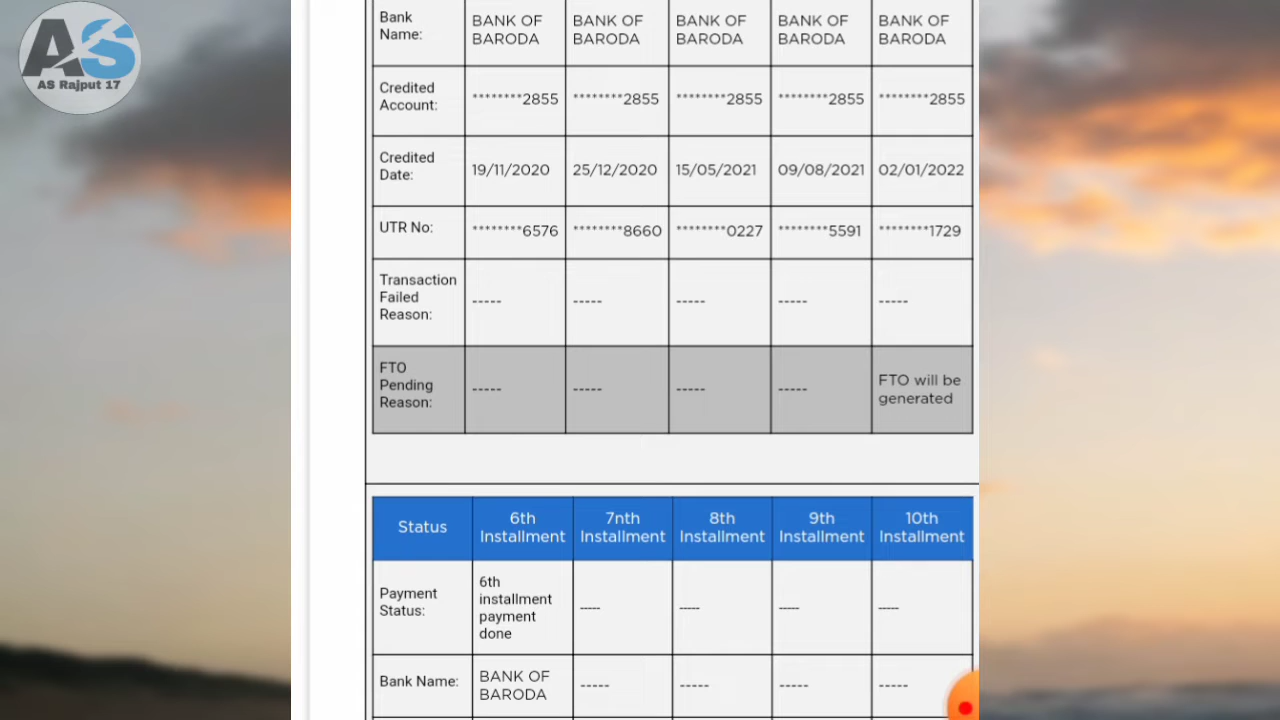 AS
AS Rajput 17
Bank Name: BANK OF BARODA BANK OF BARODA BANK OF BARODA BANK OF BARODA BANK OF BARODA
Credited Account: ********2855 ********2855 ********2855 ********2855 ********2855
Credited Date: 19/11/2020 25/12/2020 15/05/2021 09/08/2021 02/01/2022
UTR No: ********6576 ********8660 ********0227 ********5591 ********1729
Transaction Failed Reason: ----- ----- ----- ----- -----
FTO Pending Reason: ----- ----- ----- ----- FTO will be generated
Status 6th Installment 7nth Installment 8th Installment 9th Installment 10th Installment
Payment Status: 6th installment payment done ----- ----- ----- -----
Bank Name: BANK OF BARODA ----- ----- ----- -----